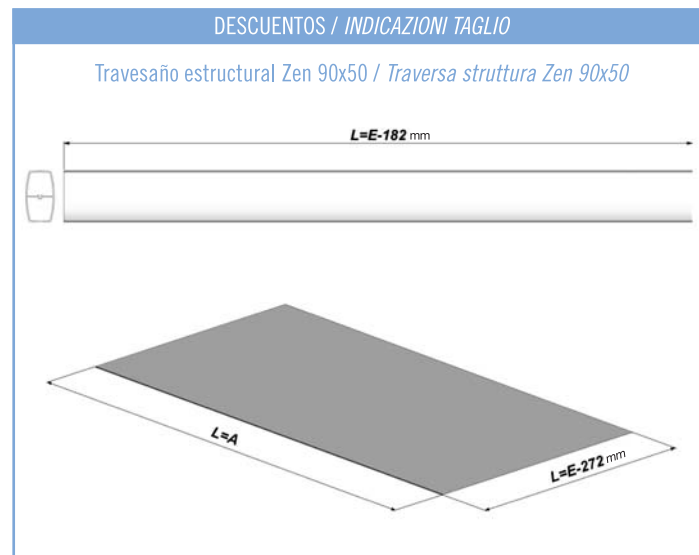 DESCUENTOS / INDICAZIONI TAGLIO
Travesaño estructural Zen 90x50 / Traversa struttura Zen 90x50
L=E-182 mm
L=A
L=E-272 mm